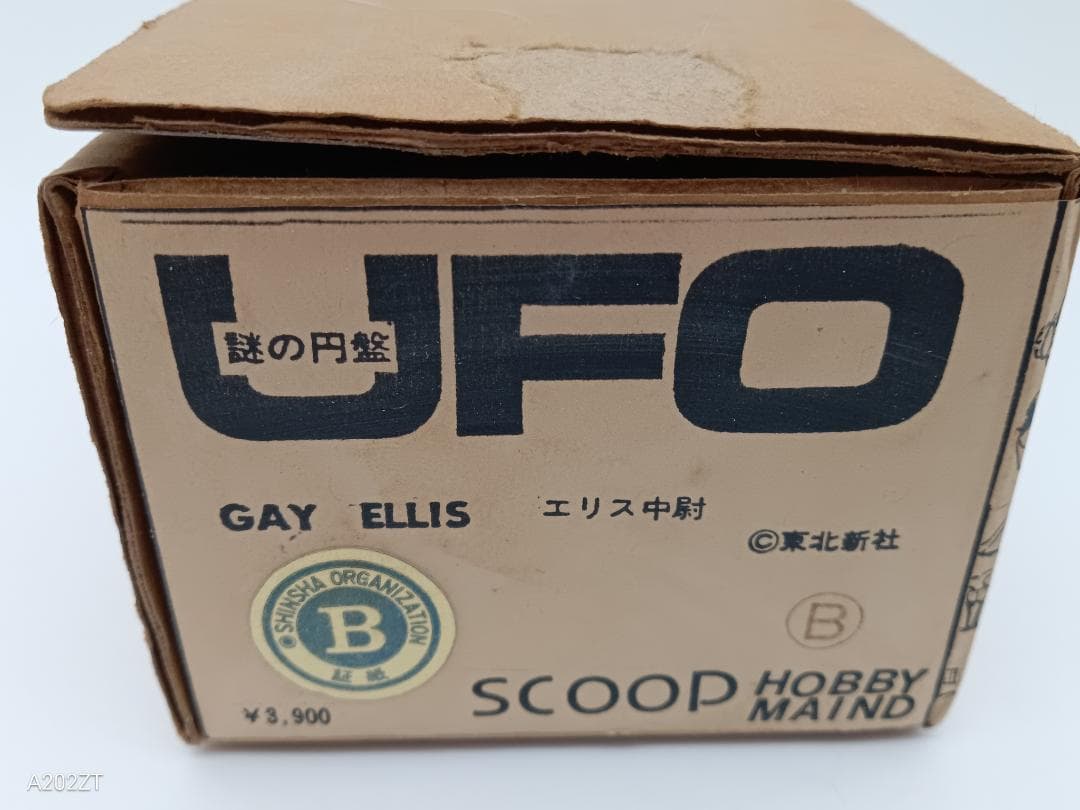 UFO
謎の円盤
GAY ELLIS エリス中尉
©東北新社
SHINSHA ORGANIZATION
B
証紙
B
¥3,900
SCOOP HOBBY
MAIND
A202ZT